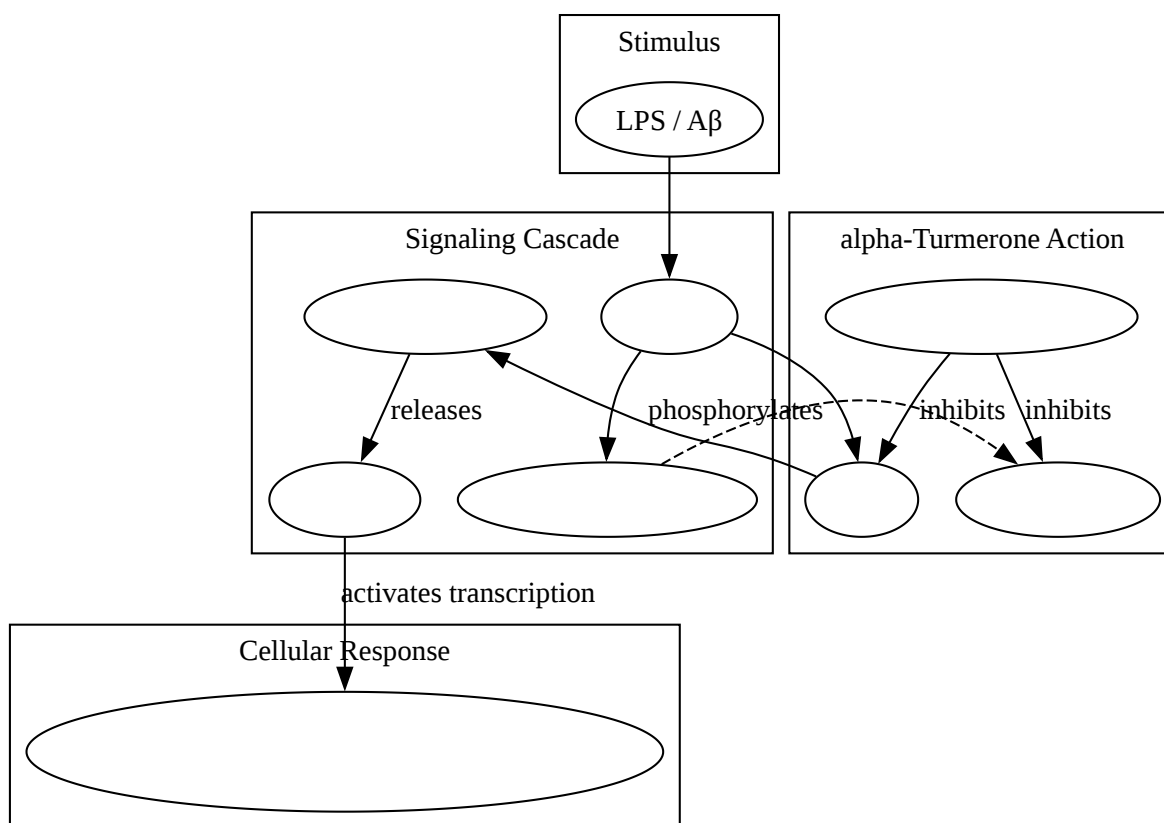 Stimulus
LPS / Aβ
Signaling Cascade
alpha-Turmerone Action
releases
phosphorylates
inhibits
inhibits
activates transcription
Cellular Response